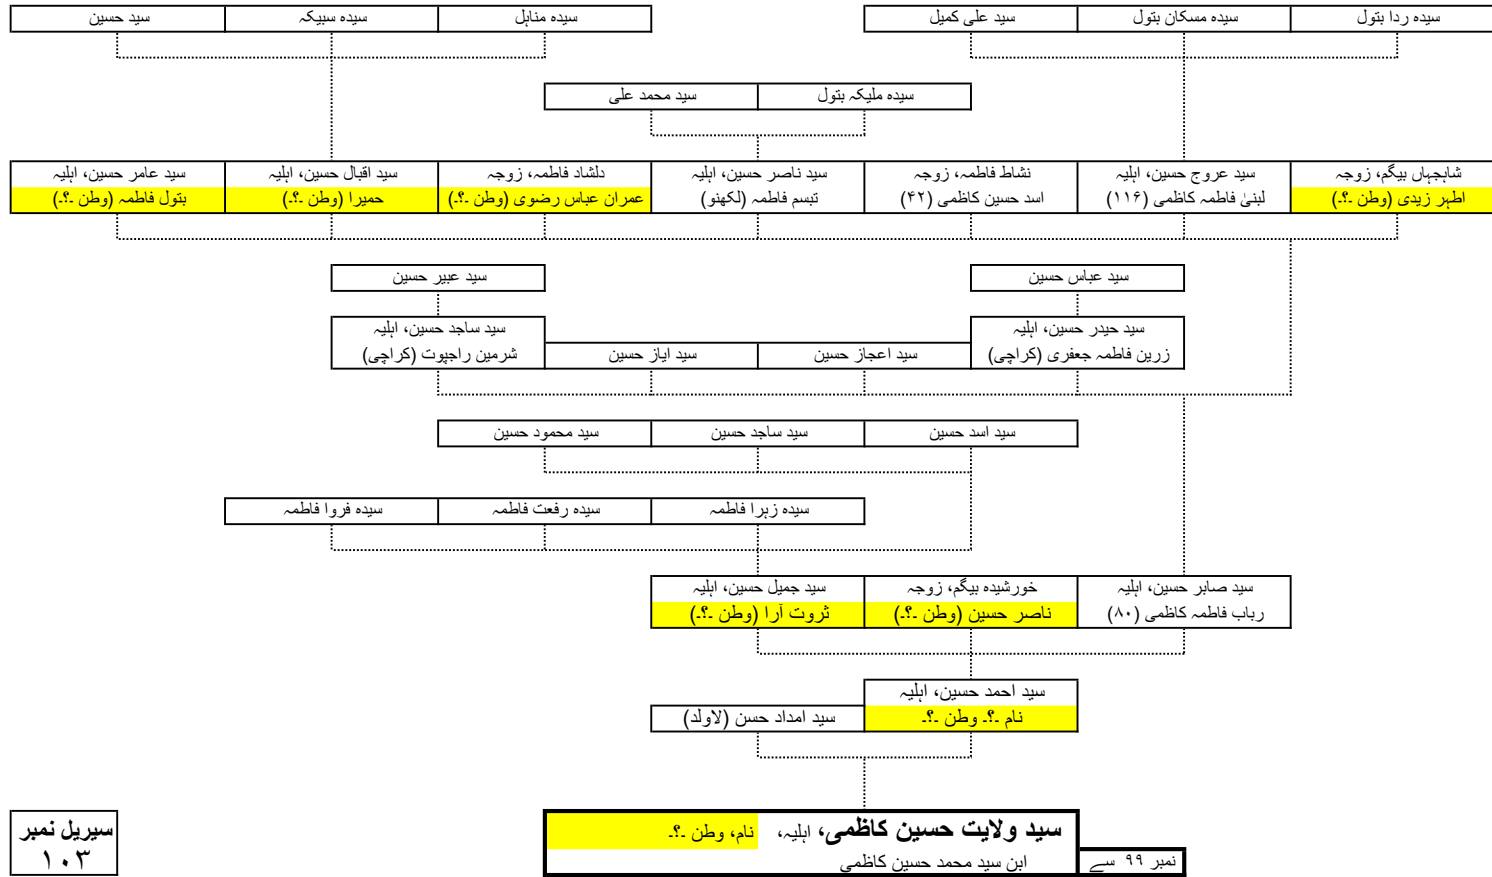 سیدہ ردا بتول
سیدہ مسکان بتول
سید علی کمیل
سیدہ مناہل
سیدہ سبیکہ
سید حسین
سیدہ ملیکہ بتول
سید محمد علی
شاہجہاں بیگم، زوجہ
اطہر زیدی (وطن ۔؟۔)
سید عروج حسین، اہلیہ
لبنیٰ فاطمہ کاظمی (۱۱۶)
نشاط فاطمہ، زوجہ
اسد حسین کاظمی (۴۲)
سید ناصر حسین، اہلیہ
تبسم فاطمہ (لکھنو)
دلشاد فاطمہ، زوجہ
عمران عباس رضوی (وطن ۔؟۔)
سید اقبال حسین، اہلیہ
حمیرا (وطن ۔؟۔)
سید عامر حسین، اہلیہ
بتول فاطمہ (وطن ۔؟۔)
سید عباس حسین
سید عبیر حسین
سید حیدر حسین، اہلیہ
زرین فاطمہ جعفری (کراچی)
سید اعجاز حسین
سید ایاز حسین
سید ساجد حسین، اہلیہ
شرمین راجپوت (کراچی)
سید اسد حسین
سید ساجد حسین
سید محمود حسین
سیدہ زہرا فاطمہ
سیدہ رفعت فاطمہ
سیدہ فروا فاطمہ
سید صابر حسین، اہلیہ
رباب فاطمہ کاظمی (۸۰)
خورشیدہ بیگم، زوجہ
ناصر حسین (وطن ۔؟۔)
سید جمیل حسین، اہلیہ
ثروت آرا (وطن ۔؟۔)
سید احمد حسین، اہلیہ
نام ۔؟۔ وطن ۔؟۔
سید امداد حسن (لاولد)
سید ولایت حسین کاظمی، اہلیہ، نام، وطن ۔؟۔
ابن سید محمد حسین کاظمی
نمبر ۹۹ سے
سیریل نمبر
۱۰۳